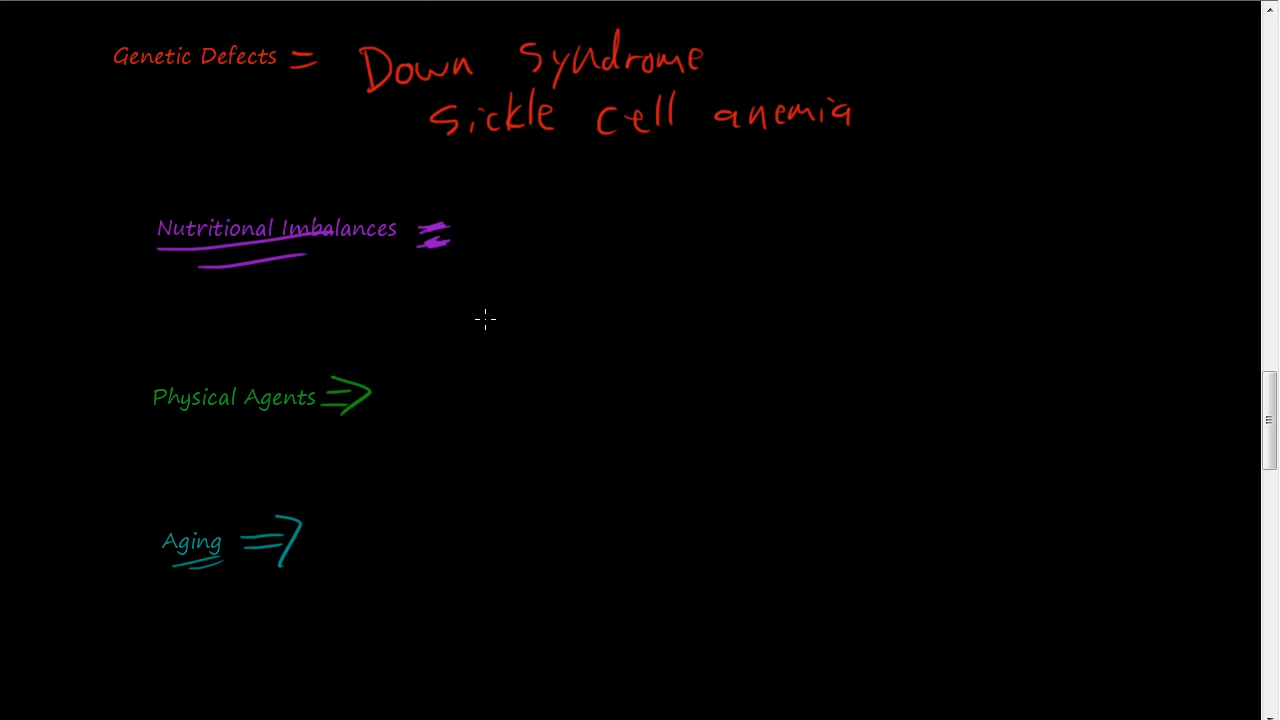 Genetic Defects = Down Syndrome
Sickle cell anemia
Nutritional Imbalances =
Physical Agents ⇒
Aging ⇒